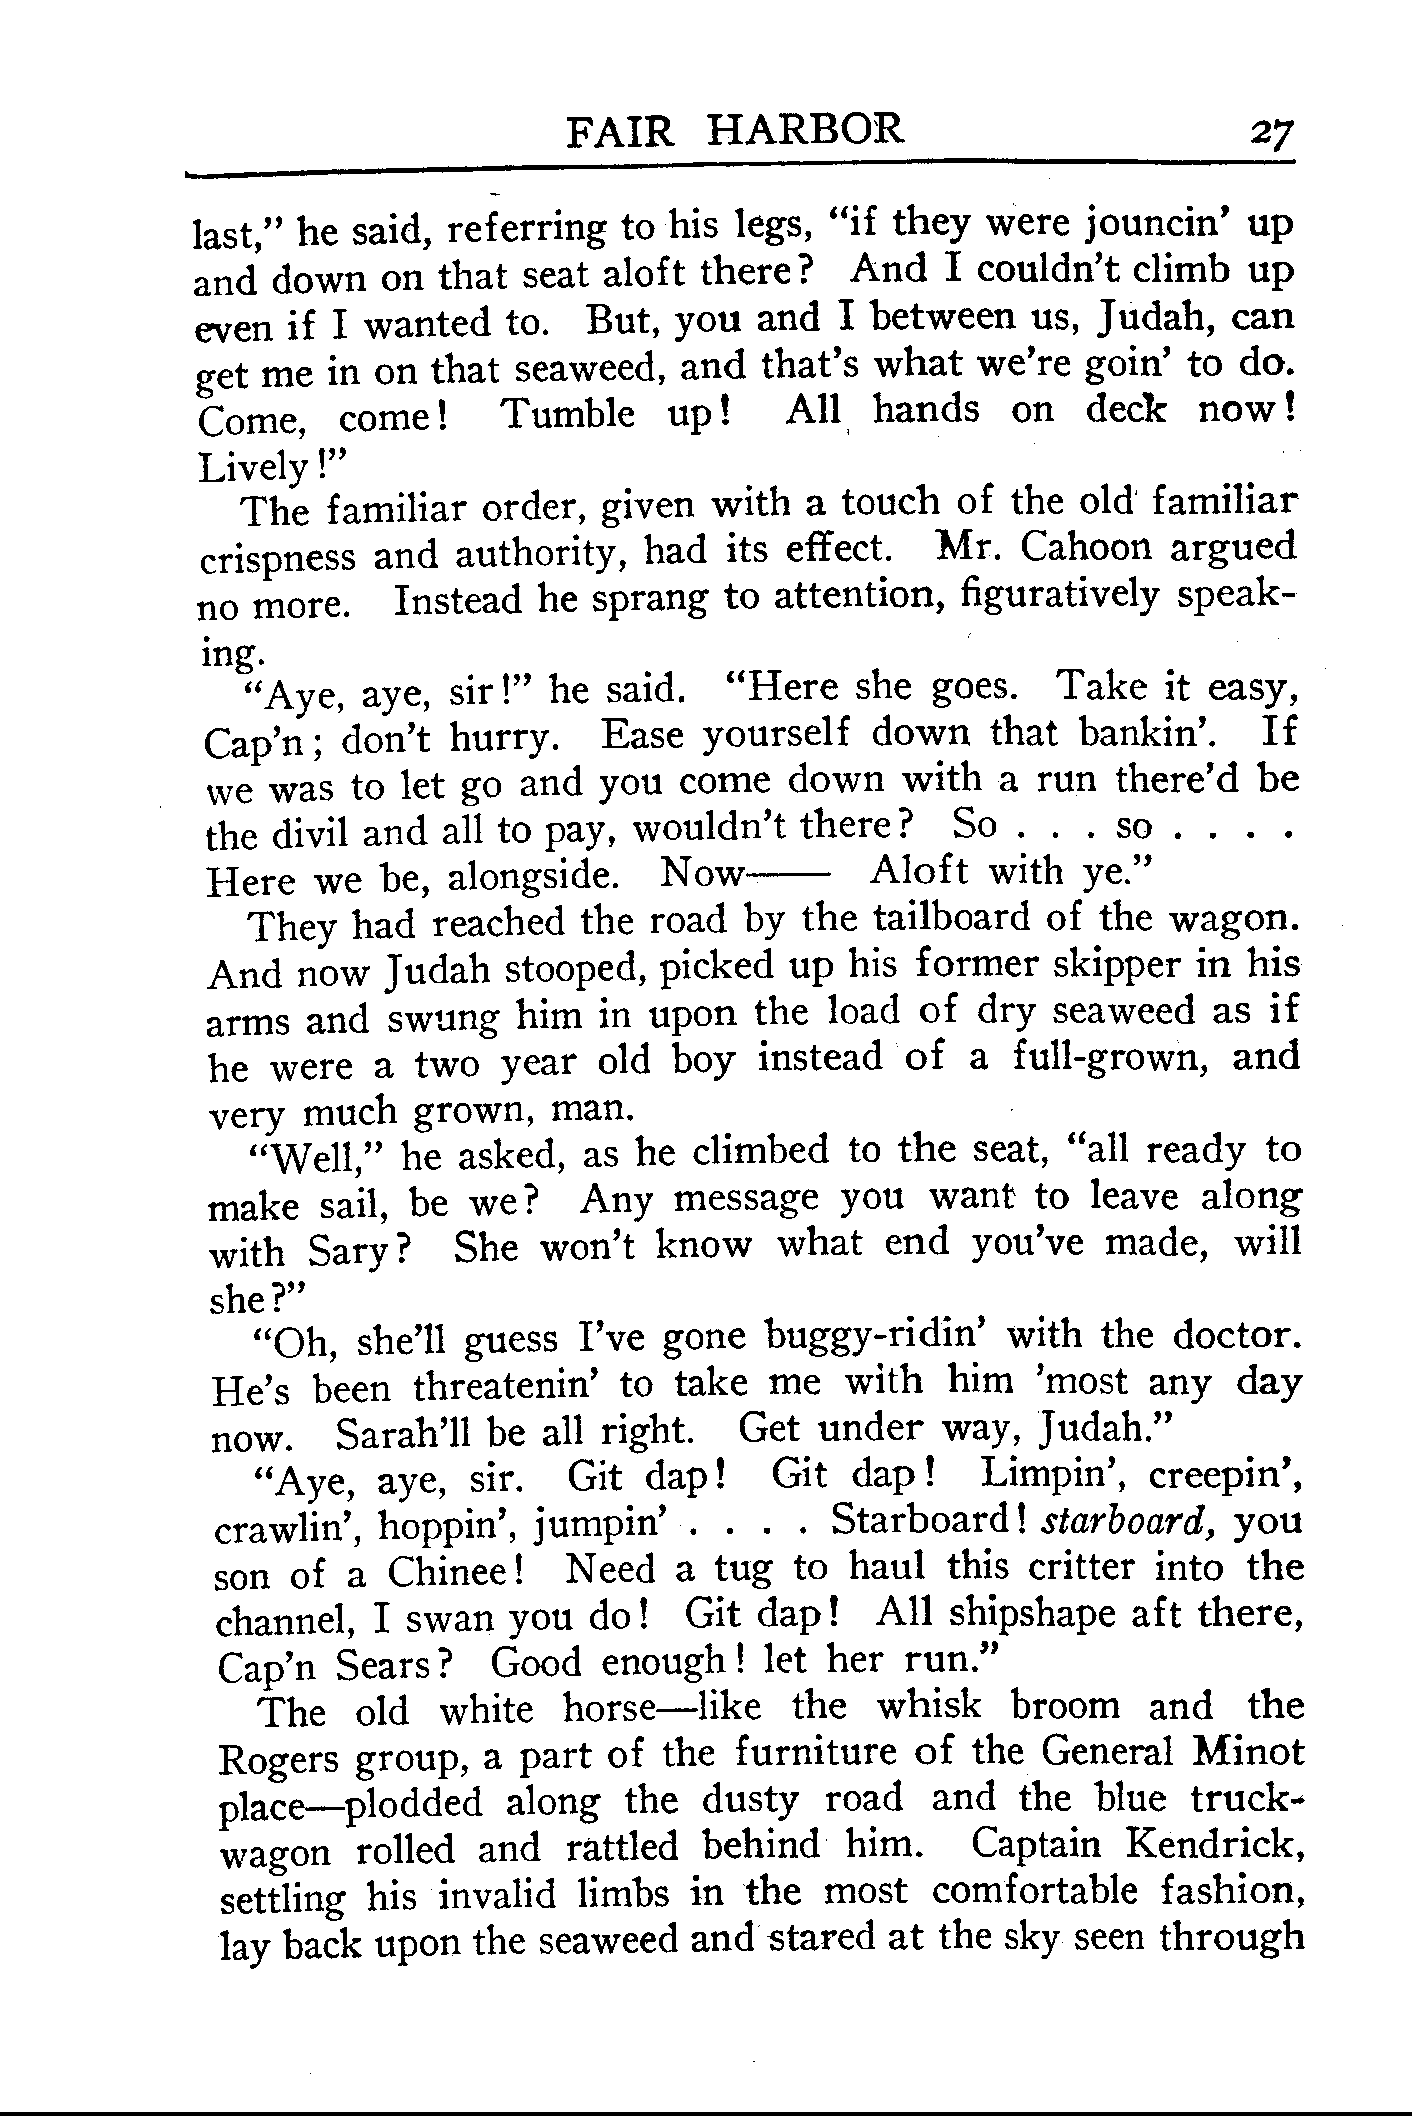 FAIR HARBOR 27
last,” he said, referring to his legs, “if they were jouncin’ up
and down on that seat aloft there? And I couldn’t climb up
even if I wanted to. But, you and I between us, Judah, can
get me in on that seaweed, and that’s what we’re goin’ to do.
Come, come! Tumble up! All hands on deck now!
Lively!”
The familiar order, given with a touch of the old familiar
crispness and authority, had its effect. Mr. Cahoon argued
no more. Instead he sprang to attention, figuratively speak-
ing.
“Aye, aye, sir!” he said. “Here she goes. Take it easy,
Cap’n; don’t hurry. Ease yourself down that bankin’. If
we was to let go and you come down with a run there’d be
the divil and all to pay, wouldn’t there? So . . . so . . . .
Here we be, alongside. Now—— Aloft with ye.”
They had reached the road by the tailboard of the wagon.
And now Judah stooped, picked up his former skipper in his
arms and swung him in upon the load of dry seaweed as if
he were a two year old boy instead of a full-grown, and
very much grown, man.
“Well,” he asked, as he climbed to the seat, “all ready to
make sail, be we? Any message you want to leave along
with Sary? She won’t know what end you’ve made, will
she?”
“Oh, she’ll guess I’ve gone buggy-ridin’ with the doctor.
He’s been threatenin’ to take me with him ’most any day
now. Sarah’ll be all right. Get under way, Judah.”
“Aye, aye, sir. Git dap! Git dap! Limpin’, creepin’,
crawlin’, hoppin’, jumpin’ . . . . Starboard! starboard, you
son of a Chinee! Need a tug to haul this critter into the
channel, I swan you do! Git dap! All shipshape aft there,
Cap’n Sears? Good enough! let her run.”
The old white horse—like the whisk broom and the
Rogers group, a part of the furniture of the General Minot
place—plodded along the dusty road and the blue truck-
wagon rolled and rattled behind him. Captain Kendrick,
settling his invalid limbs in the most comfortable fashion,
lay back upon the seaweed and stared at the sky seen through